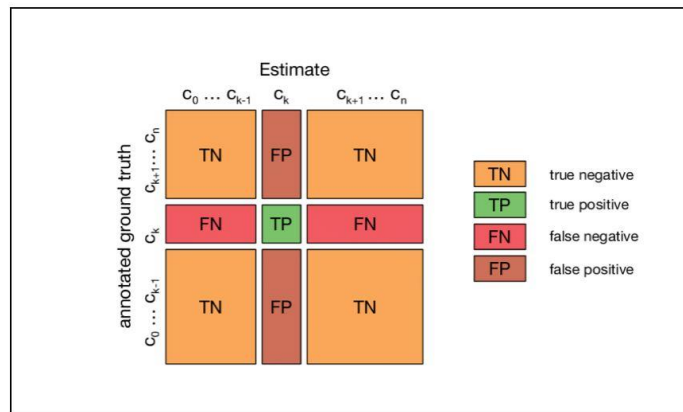 Estimate
c0 ... ck-1 ck ck+1 ... cn
annotated ground truth
ck+1... cn
TN FP TN
ck
FN TP FN
c0 ... ck-1
TN FP TN
TN true negative
TP true positive
FN false negative
FP false positive